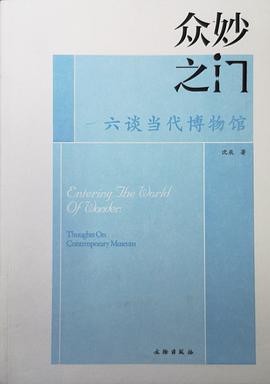 众妙
之门
六谈当代博物馆
沈辰 著
Entering The World
Of Wonder:
Thoughts On
Contemporary Museum
文物出版社